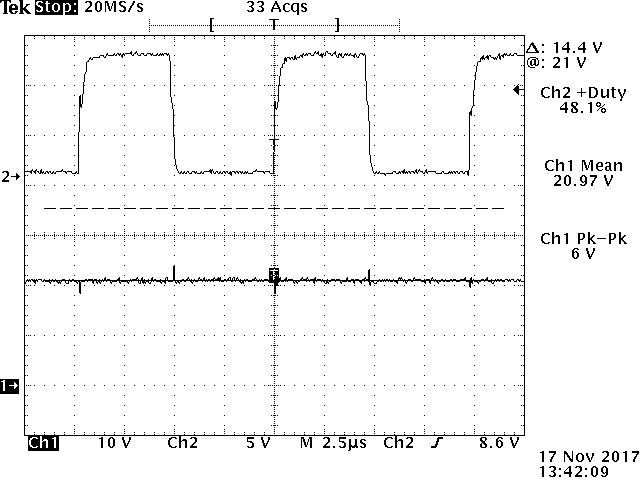 Tek Stop: 20MS/s 33 Acqs
[ T ]
Δ: 14.4 V
@: 21 V
Ch2 +Duty
48.1%
T
2→
Ch1 Mean
20.97 V
Ch1 Pk-Pk
6 V
T
1→
Ch1 10 V Ch2 5 V M 2.5µs Ch2 8.6 V
17 Nov 2017
13:42:09